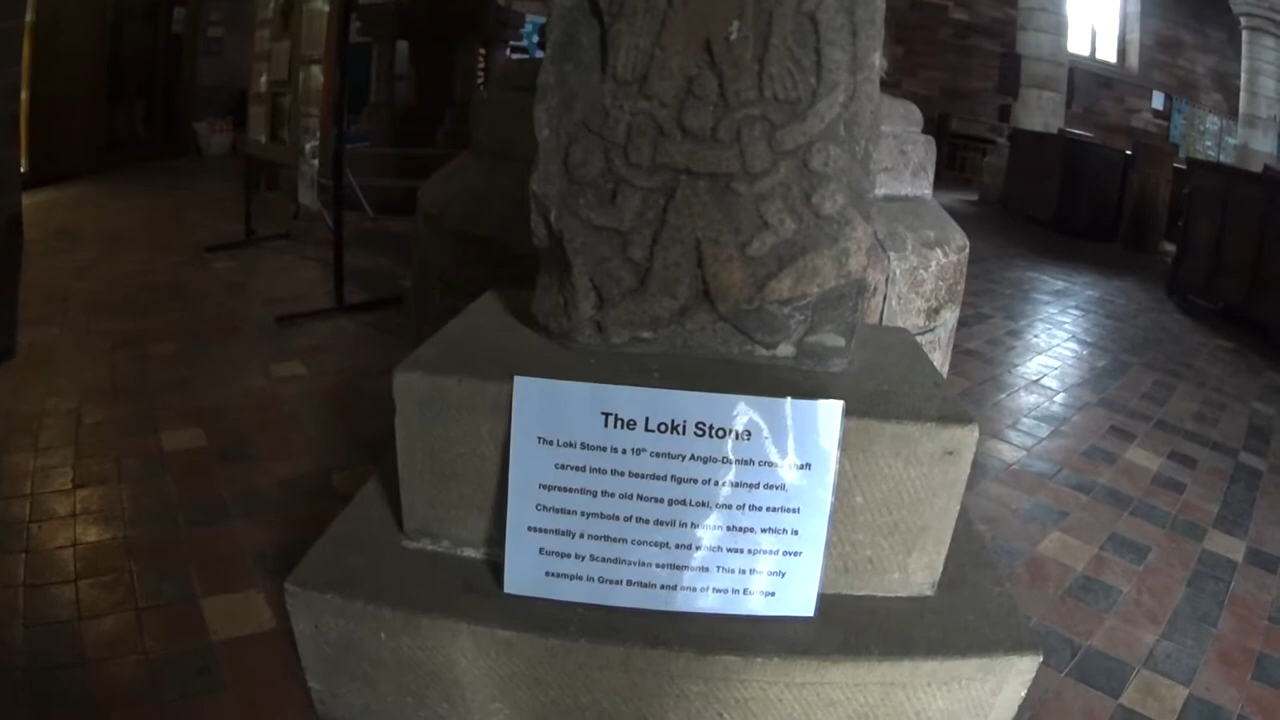 The Loki Stone
The Loki Stone is a 10th century Anglo-Danish cross shaft
carved into the bearded figure of a chained devil,
representing the old Norse god Loki, one of the earliest
Christian symbols of the devil in human shape, which is
essentially a northern concept, and which was spread over
Europe by Scandinavian settlements. This is the only
example in Great Britain and one of two in Europe